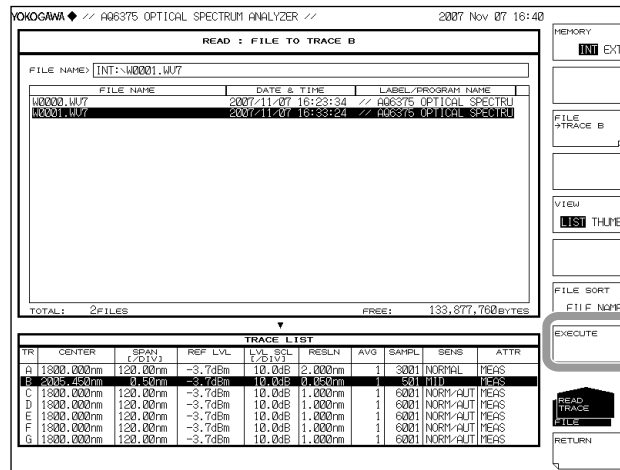 YOKOGAWA ◆ // AQ6375 OPTICAL SPECTRUM ANALYZER // 2007 Nov 07 16:40
READ : FILE TO TRACE B
FILE NAME> INT:\W0001.WV7
FILE NAME DATE & TIME LABEL/PROGRAM NAME
W0000.WV7 2007/11/07 16:23:34 // AQ6375 OPTICAL SPECTRU
W0001.WV7 2007/11/07 16:33:24 // AQ6375 OPTICAL SPECTRU
TOTAL: 2FILES FREE: 133,877,760BYTES
▼
TRACE LIST
TR CENTER SPAN [/DIV] REF LVL LVL SCL [/DIV] RESLN AVG SAMPL SENS ATTR
A 1800.000nm 120.00nm -3.7dBm 10.0dB 2.000nm 1 3001 NORMAL MEAS
B 2005.450nm 0.50nm -3.7dBm 10.0dB 0.050nm 1 501 MID MEAS
C 1800.000nm 120.00nm -3.7dBm 10.0dB 1.000nm 1 6001 NORM/AUT MEAS
D 1800.000nm 120.00nm -3.7dBm 10.0dB 1.000nm 1 6001 NORM/AUT MEAS
E 1800.000nm 120.00nm -3.7dBm 10.0dB 1.000nm 1 6001 NORM/AUT MEAS
F 1800.000nm 120.00nm -3.7dBm 10.0dB 1.000nm 1 6001 NORM/AUT MEAS
G 1800.000nm 120.00nm -3.7dBm 10.0dB 1.000nm 1 6001 NORM/AUT MEAS
MEMORY
INT EXT
FILE
→TRACE B
VIEW
LIST THUMB
FILE SORT
FILE NAME
EXECUTE
READ
TRACE
FILE
RETURN